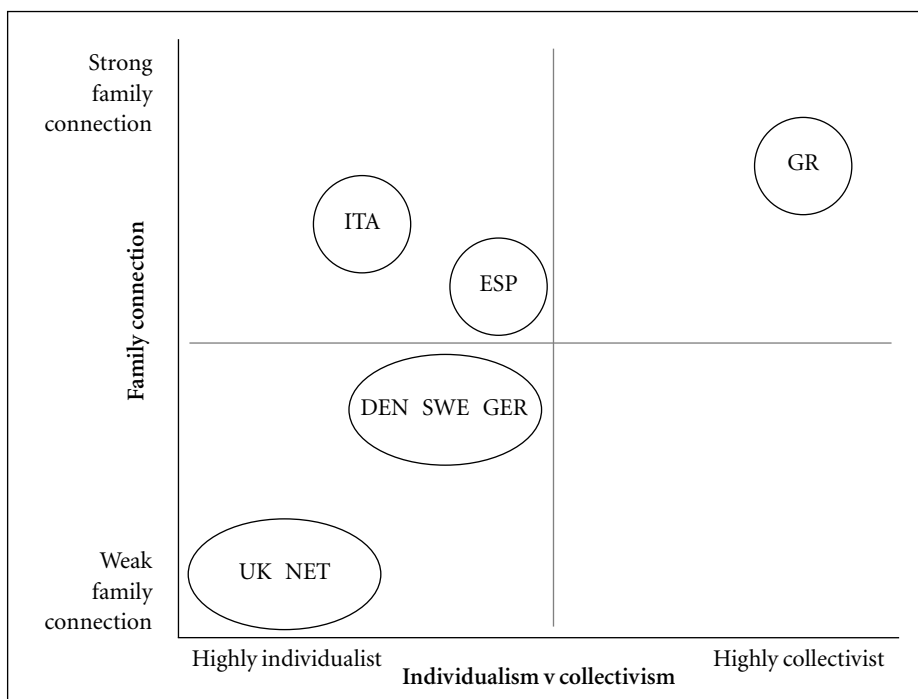 Strong
family
connection
GR
ITA
ESP
Family connection
DEN SWE GER
UK NET
Weak
family
connection
Highly individualist
Highly collectivist
Individualism v collectivism